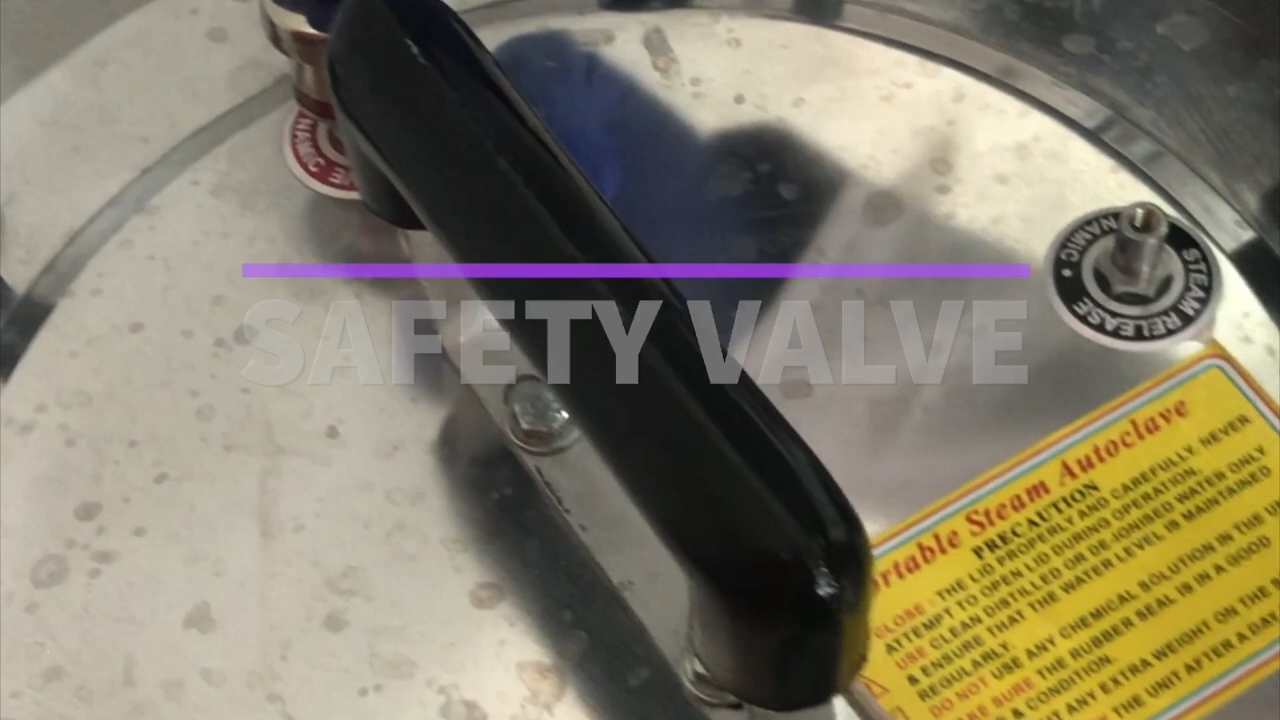 NAMIC
SAFETY VALVE
NAMIC • STEAM RELEASE
rtable Steam Autoclave
PRECAUTION
CLOSE : THE LID PROPERLY AND CAREFULLY. NEVER
ATTEMPT TO OPEN LID DURING OPERATION.
USE CLEAN DISTILLED OR DE-IONISED WATER ONLY
& ENSURE THAT THE WATER LEVEL IS MAINTAINED
REGULARLY.
DO NOT USE ANY CHEMICAL SOLUTION IN THE
MAKE SURE THE RUBBER SEAL IS IN A GOOD
& CONDITION.
ANY EXTRA WEIGHT ON THE
THE UNIT AFTER A DAY